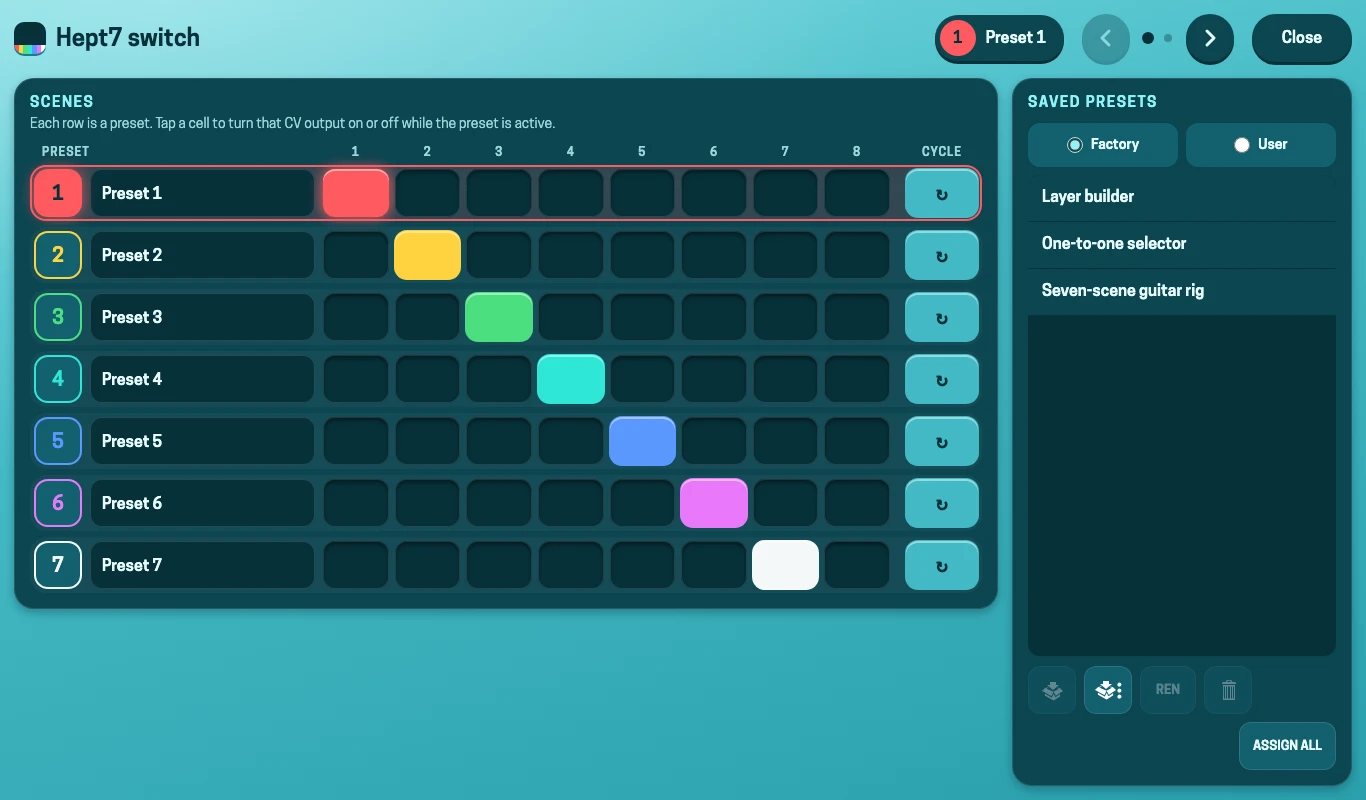 Hept7 switch
1 Preset 1
Close
SCENES
Each row is a preset. Tap a cell to turn that CV output on or off while the preset is active.
PRESET 1 2 3 4 5 6 7 8 CYCLE
1 Preset 1 ↻
2 Preset 2 ↻
3 Preset 3 ↻
4 Preset 4 ↻
5 Preset 5 ↻
6 Preset 6 ↻
7 Preset 7 ↻
SAVED PRESETS
Factory User
Layer builder
One-to-one selector
Seven-scene guitar rig
REN
ASSIGN ALL